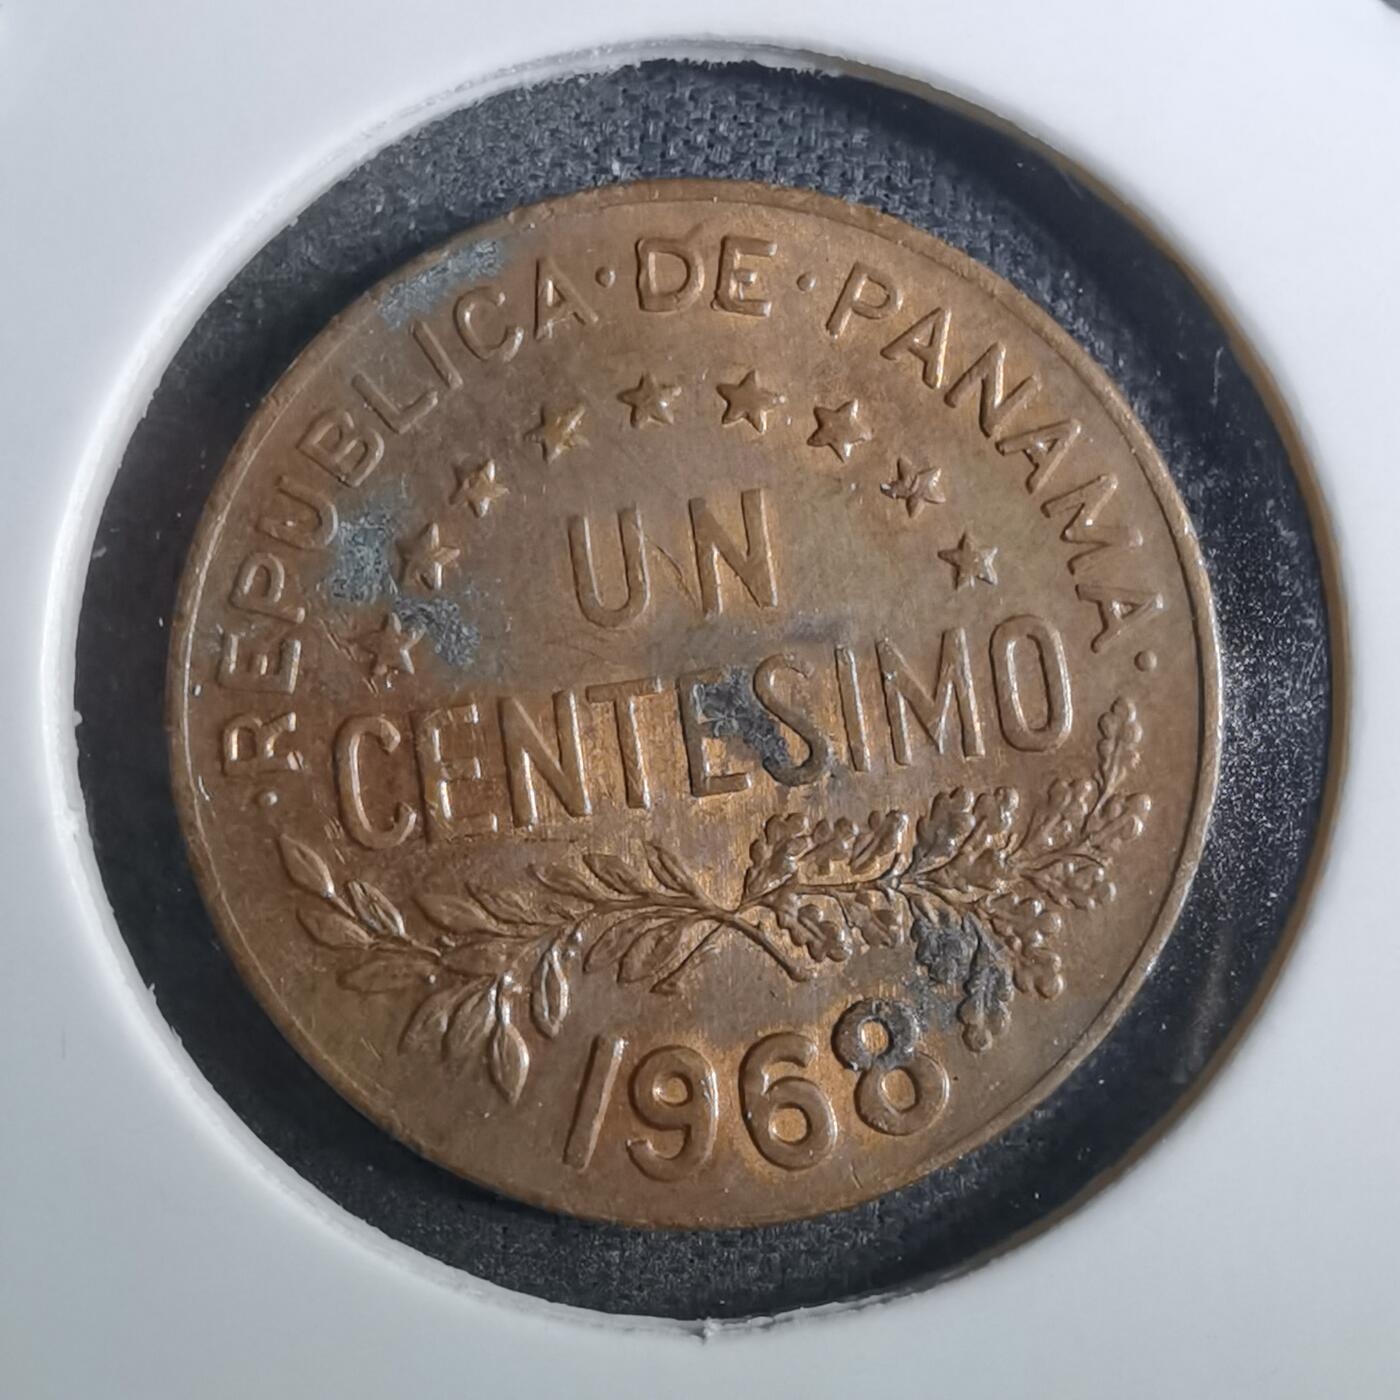 ·REPUBLICA·DE·PANAMA·
UN
CENTESIMO
1968